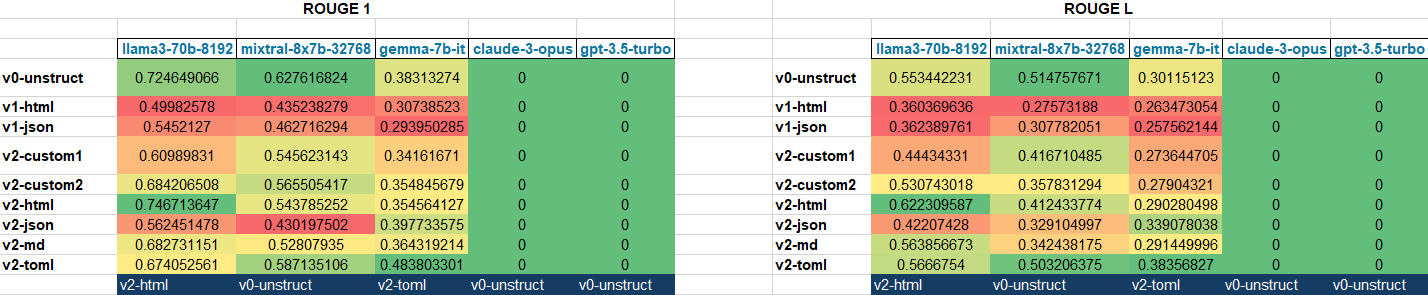 ROUGE 1 ROUGE L
llama3-70b-8192 mixtral-8x7b-32768 gemma-7b-it claude-3-opus gpt-3.5-turbo llama3-70b-8192 mixtral-8x7b-32768 gemma-7b-it claude-3-opus gpt-3.5-turbo
v0-unstruct 0.724649066 0.627616824 0.38313274 0 0 v0-unstruct 0.553442231 0.514757671 0.30115123 0 0
v1-html 0.49982578 0.435238279 0.30738523 0 0 v1-html 0.360369636 0.27573188 0.263473054 0 0
v1-json 0.5452127 0.462716294 0.293950285 0 0 v1-json 0.362389761 0.307782051 0.257562144 0 0
v2-custom1 0.60989831 0.545623143 0.34161671 0 0 v2-custom1 0.44434331 0.416710485 0.273644705 0 0
v2-custom2 0.684206508 0.565505417 0.354845679 0 0 v2-custom2 0.530743018 0.357831294 0.27904321 0 0
v2-html 0.746713647 0.543785252 0.354564127 0 0 v2-html 0.622309587 0.412433774 0.290280498 0 0
v2-json 0.562451478 0.430197502 0.397733575 0 0 v2-json 0.42207428 0.329104997 0.339078038 0 0
v2-md 0.682731151 0.52807935 0.364319214 0 0 v2-md 0.563856673 0.342438175 0.291449996 0 0
v2-toml 0.674052561 0.587135106 0.483803301 0 0 v2-toml 0.5666754 0.503206375 0.38356827 0 0
v2-html v0-unstruct v2-toml v0-unstruct v0-unstruct v2-html v0-unstruct v2-toml v0-unstruct v0-unstruct